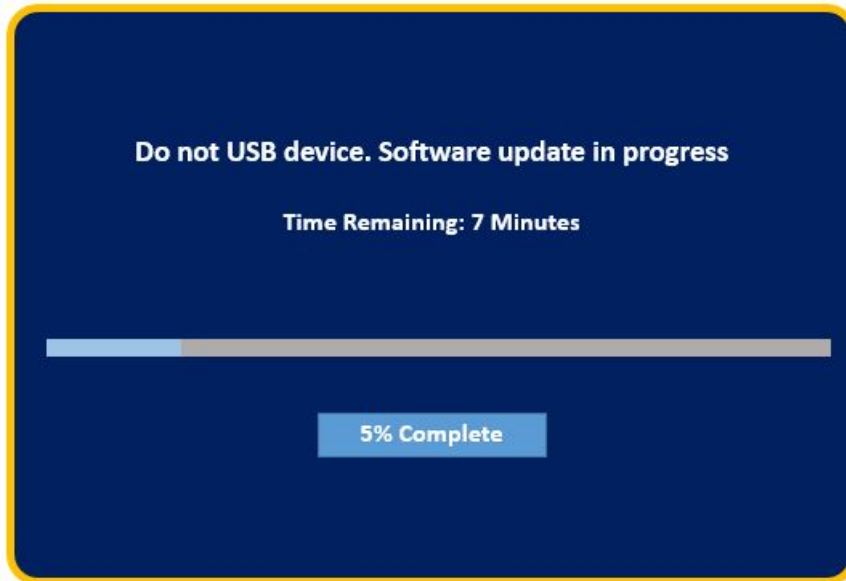 Do not USB device. Software update in progress
Time Remaining: 7 Minutes
5% Complete